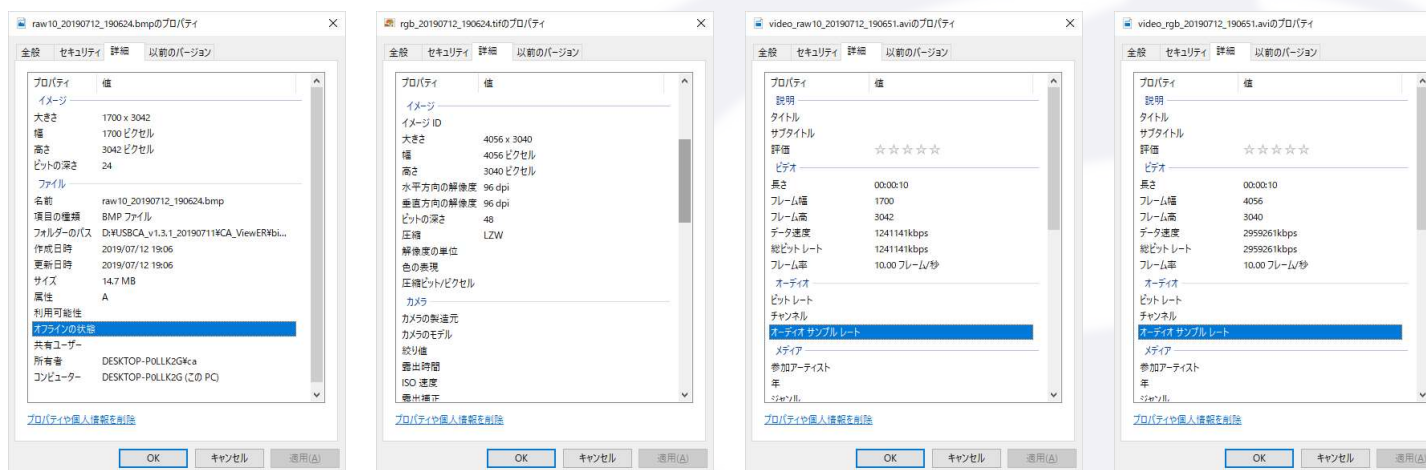 raw10_20190712_190624.bmpのプロパティ
全般 セキュリティ 詳細 以前のバージョン
プロパティ 値
イメージ
大きさ 1700 x 3042
幅 1700 ピクセル
高さ 3042 ピクセル
ビットの深さ 24
ファイル
名前 raw10_20190712_190624.bmp
項目の種類 BMP ファイル
フォルダーのパス D:¥USBCA_v1.3.1_20190711¥CA_ViewER¥bi...
作成日時 2019/07/12 19:06
更新日時 2019/07/12 19:06
サイズ 14.7 MB
属性 A
利用可能性
オフラインの状態
共有ユーザー
所有者 DESKTOP-P0LLK2G¥ca
コンピューター DESKTOP-P0LLK2G (この PC)
プロパティや個人情報を削除
OK キャンセル 適用(A)
rgb_20190712_190624.tifのプロパティ
全般 セキュリティ 詳細 以前のバージョン
プロパティ 値
イメージ
イメージ ID
大きさ 4056 x 3040
幅 4056 ピクセル
高さ 3040 ピクセル
水平方向の解像度 96 dpi
垂直方向の解像度 96 dpi
ビットの深さ 48
圧縮 LZW
解像度の単位
色の表現
圧縮ビット/ピクセル
カメラ
カメラの製造元
カメラのモデル
絞り値
露出時間
ISO 速度
露出補正
プロパティや個人情報を削除
OK キャンセル 適用(A)
video_raw10_20190712_190651.aviのプロパティ
全般 セキュリティ 詳細 以前のバージョン
プロパティ 値
説明
タイトル
サブタイトル
評価 ☆☆☆☆☆
ビデオ
長さ 00:00:10
フレーム幅 1700
フレーム高 3042
データ速度 1241141kbps
総ビット レート 1241141kbps
フレーム率 10.00 フレーム/秒
オーディオ
ビット レート
チャンネル
オーディオ サンプル レート
メディア
参加アーティスト
年
ジャンル
プロパティや個人情報を削除
OK キャンセル 適用(A)
video_rgb_20190712_190651.aviのプロパティ
全般 セキュリティ 詳細 以前のバージョン
プロパティ 値
説明
タイトル
サブタイトル
評価 ☆☆☆☆☆
ビデオ
長さ 00:00:10
フレーム幅 4056
フレーム高 3040
データ速度 2959261kbps
総ビット レート 2959261kbps
フレーム率 10.00 フレーム/秒
オーディオ
ビット レート
チャンネル
オーディオ サンプル レート
メディア
参加アーティスト
年
ジャンル
プロパティや個人情報を削除
OK キャンセル 適用(A)